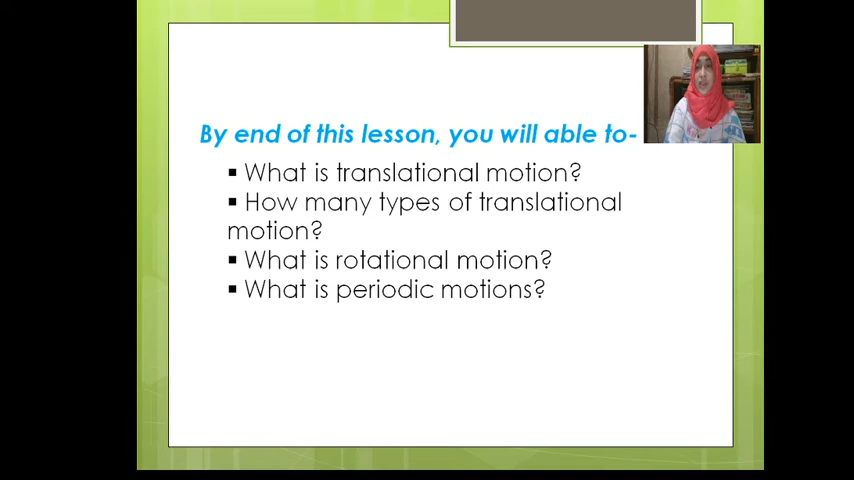 By end of this lesson, you will able to-
▪ What is translational motion?
▪ How many types of translational
motion?
▪ What is rotational motion?
▪ What is periodic motions?